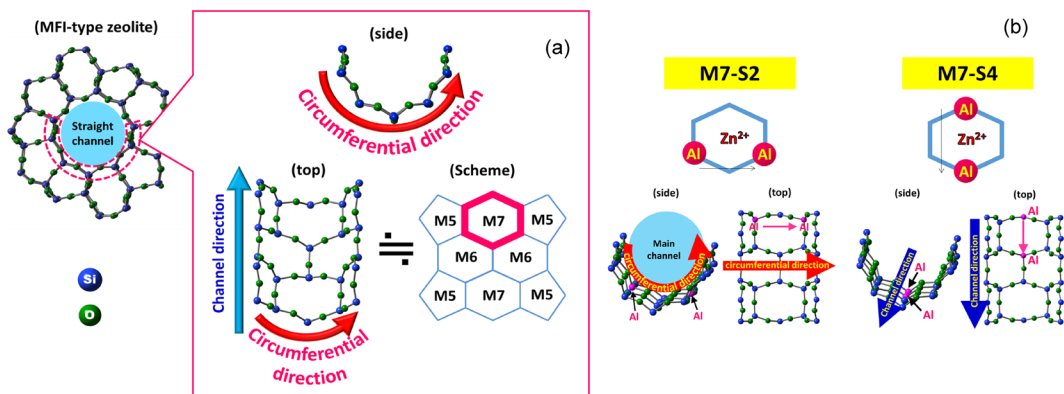 (MFI-type zeolite)
Straight
channel
Si
O
(a)
(side)
Circumferential direction
(top)
Channel direction
Circumferential
direction
(Scheme)
M5
M7
M5
M6
M6
M5
M7
M5
(b)
M7-S2
Al
Zn2+
Al
(side)
Main
channel
circumferential direction
Al
Al
(top)
Al
Al
circumferential direction
M7-S4
Al
Zn2+
Al
(side)
Channel direction
Al
Al
(top)
Al
Al
Channel direction